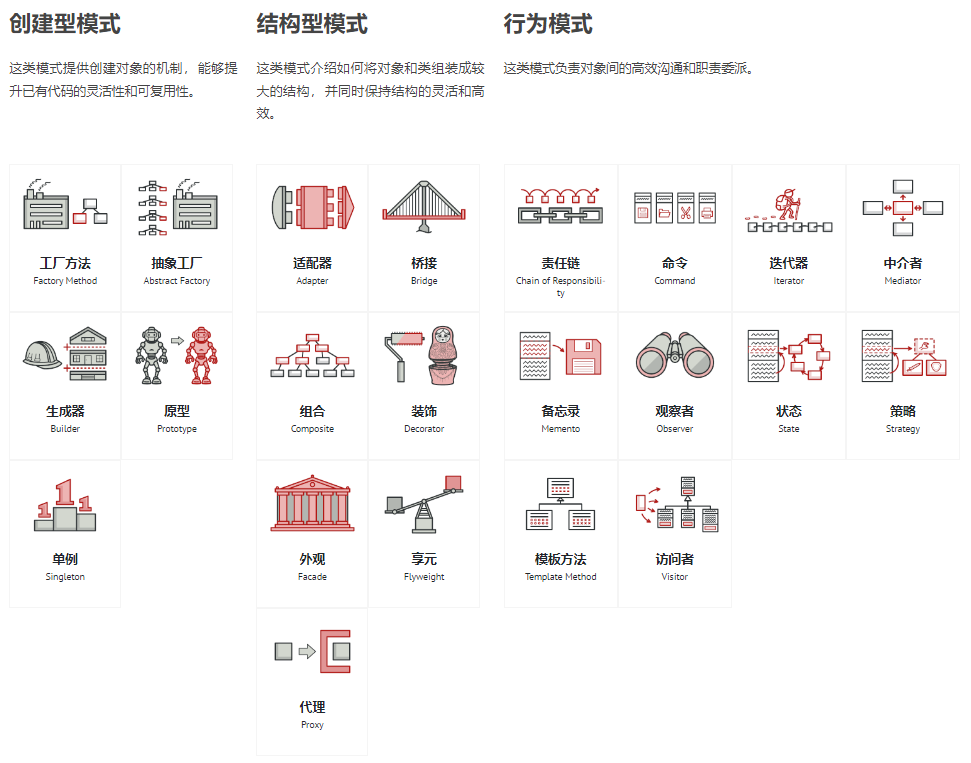 创建型模式
这类模式提供创建对象的机制， 能够提
升已有代码的灵活性和可复用性。
工厂方法
Factory Method
抽象工厂
Abstract Factory
生成器
Builder
原型
Prototype
单例
Singleton
结构型模式
这类模式介绍如何将对象和类组装成较
大的结构， 并同时保持结构的灵活和高
效。
适配器
Adapter
桥接
Bridge
组合
Composite
装饰
Decorator
外观
Facade
享元
Flyweight
代理
Proxy
行为模式
这类模式负责对象间的高效沟通和职责委派。
责任链
Chain of Responsibili-
ty
命令
Command
迭代器
Iterator
中介者
Mediator
备忘录
Memento
观察者
Observer
状态
State
策略
Strategy
模板方法
Template Method
访问者
Visitor
1
1
1